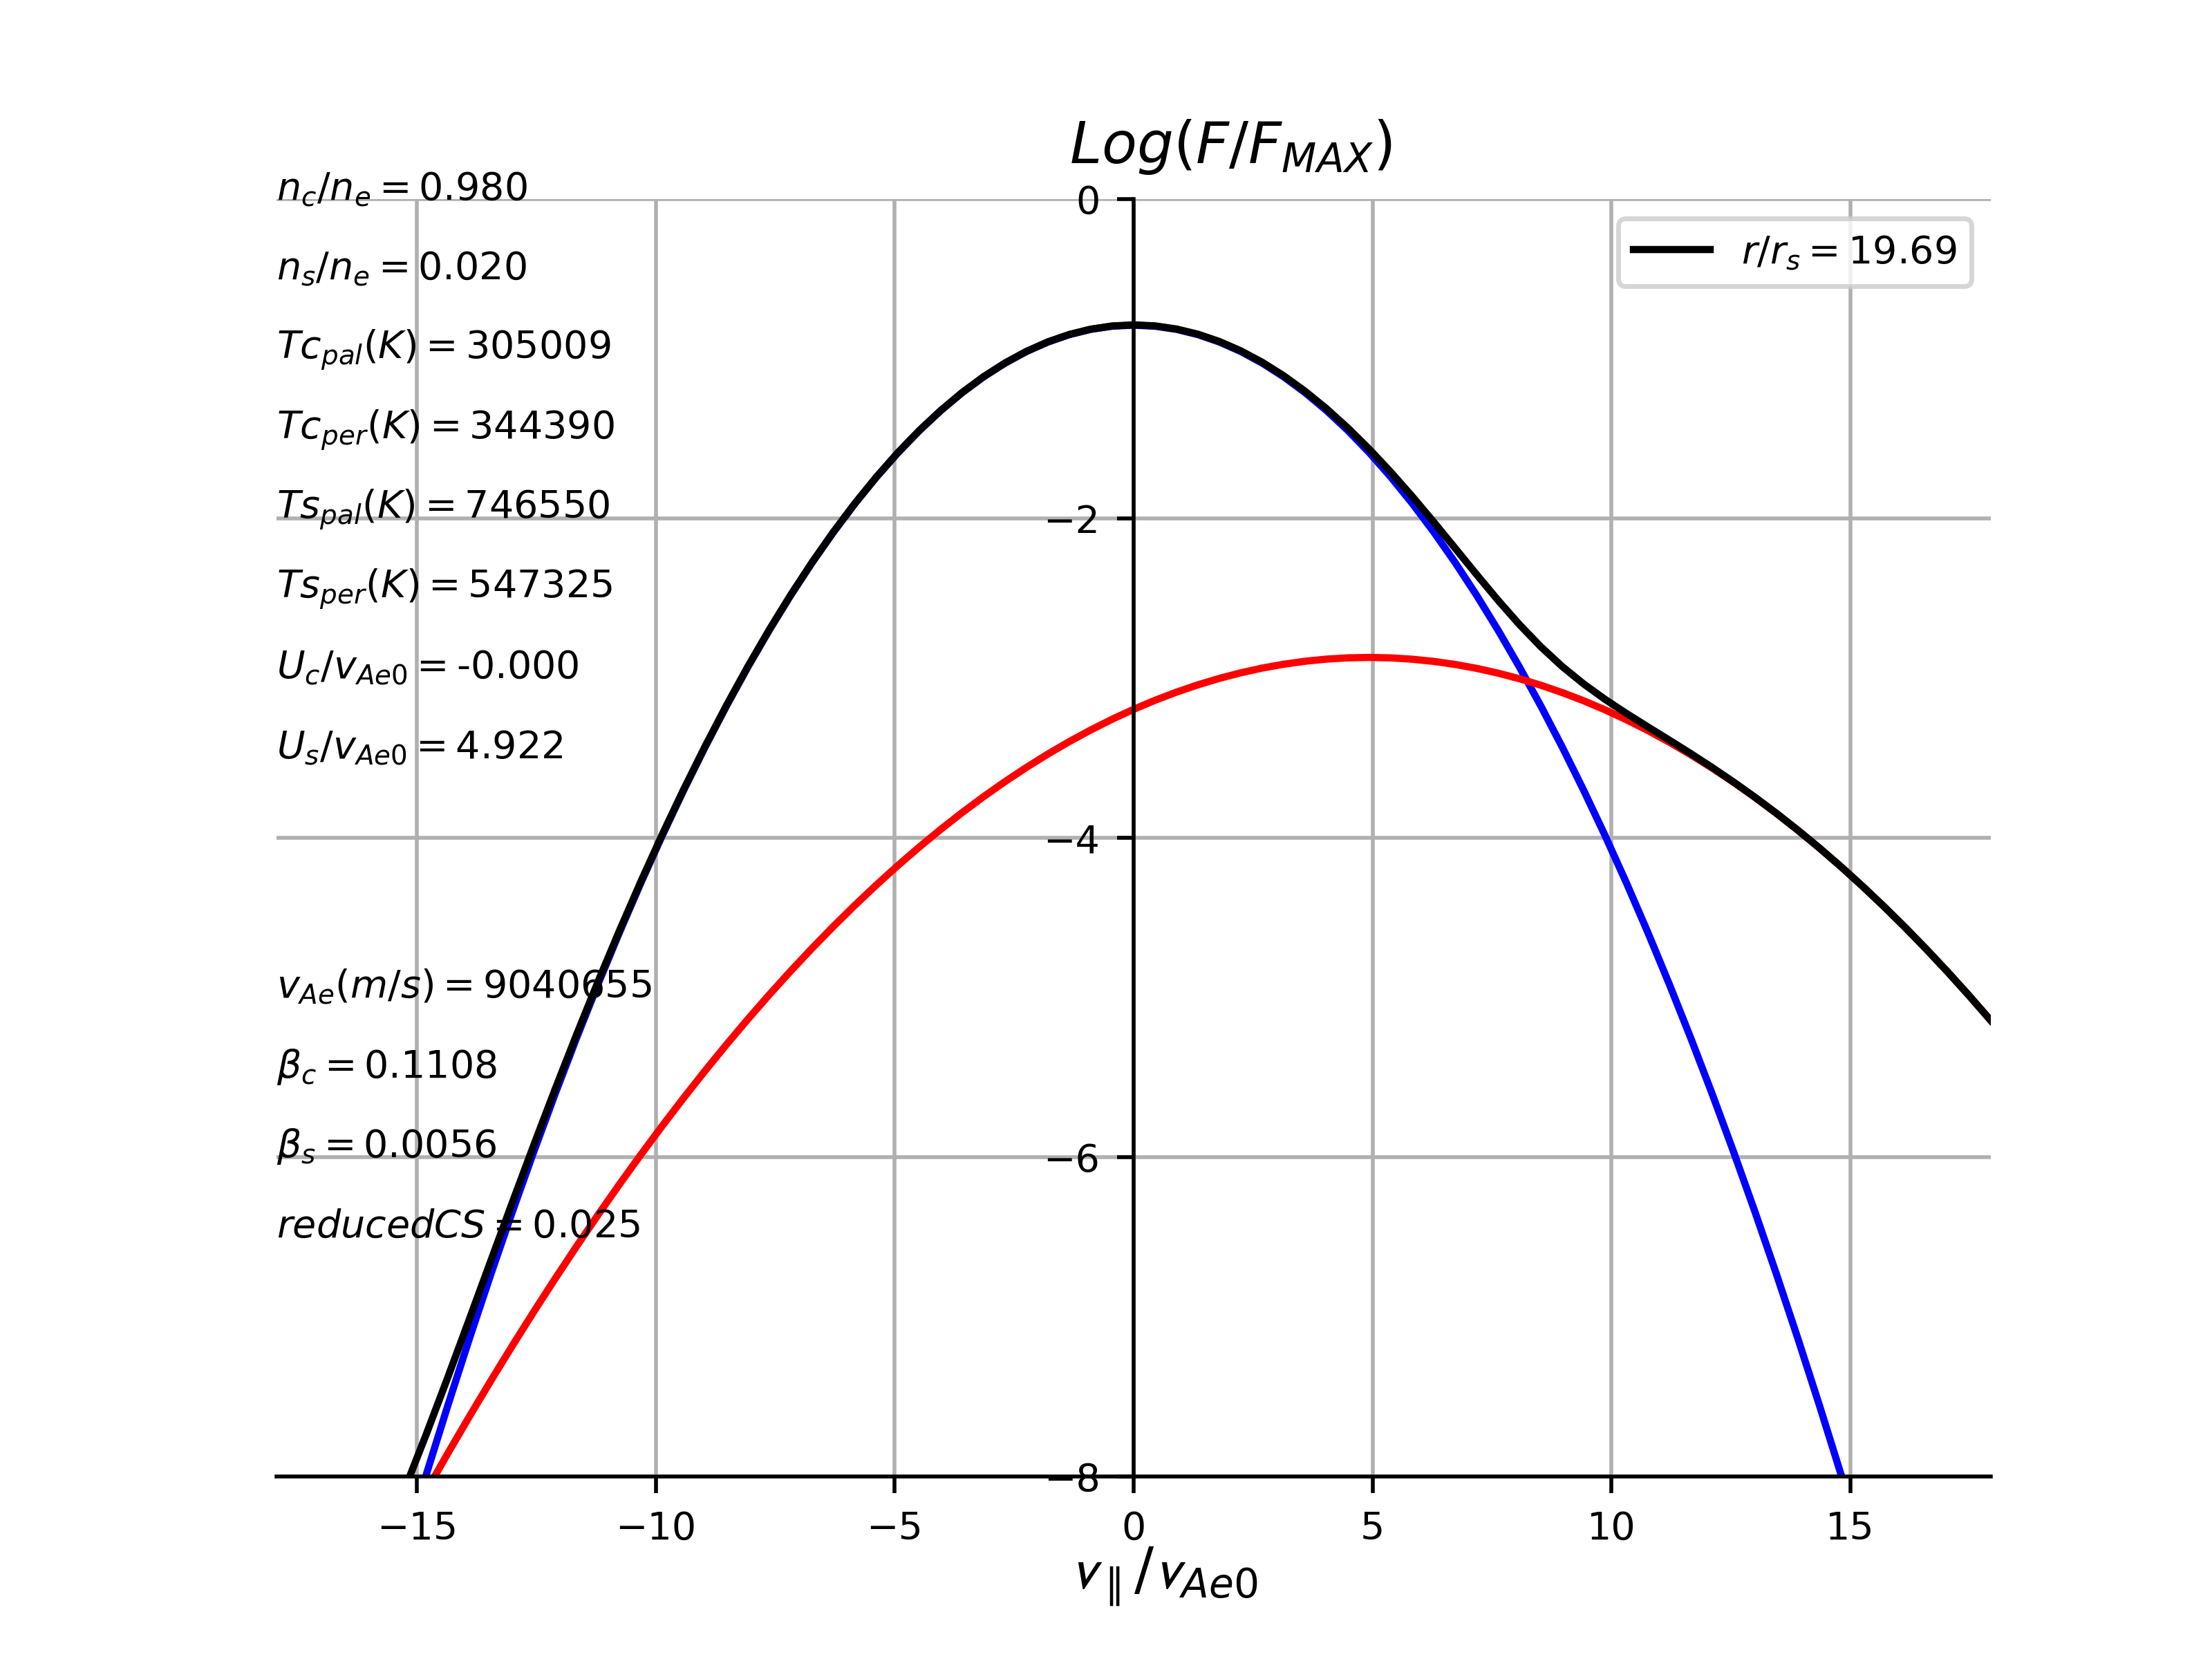 Log(F/F_MAX)
n_c/n_e = 0.980
n_s/n_e = 0.020
Tc_pal(K) = 305009
Tc_per(K) = 344390
Ts_pal(K) = 746550
Ts_per(K) = 547325
U_c/v_Ae0 = -0.000
U_s/v_Ae0 = 4.922
v_Ae(m/s) = 9040655
β_c = 0.1108
β_s = 0.0056
reducedCS = 0.025
r/r_s = 19.69
0
−2
−4
−6
−8
−15 −10 −5 0 5 10 15
v_∥/v_Ae0